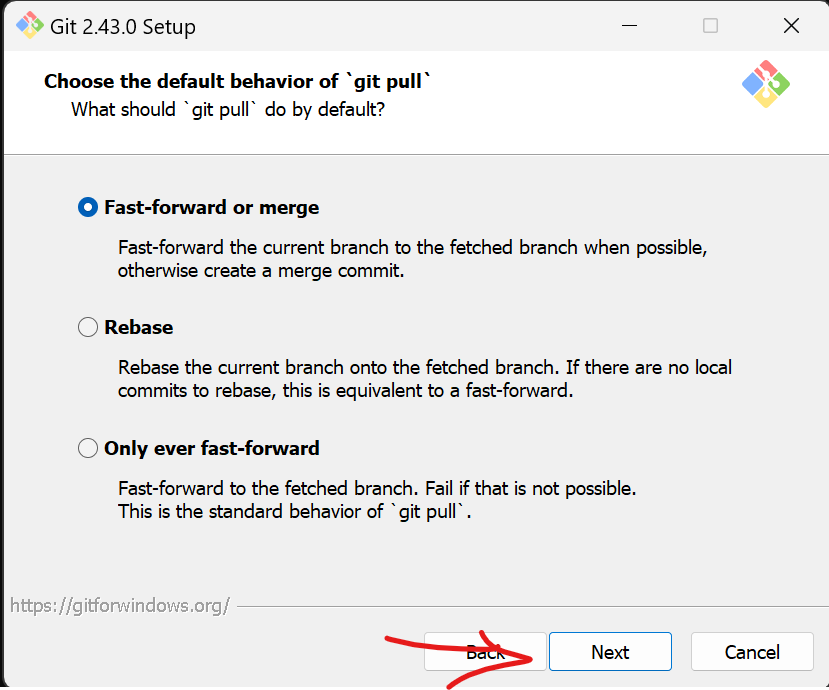 Git 2.43.0 Setup
Choose the default behavior of `git pull`
What should `git pull` do by default?
Fast-forward or merge
Fast-forward the current branch to the fetched branch when possible,
otherwise create a merge commit.
Rebase
Rebase the current branch onto the fetched branch. If there are no local
commits to rebase, this is equivalent to a fast-forward.
Only ever fast-forward
Fast-forward to the fetched branch. Fail if that is not possible.
This is the standard behavior of `git pull`.
https://gitforwindows.org/
Back Next Cancel